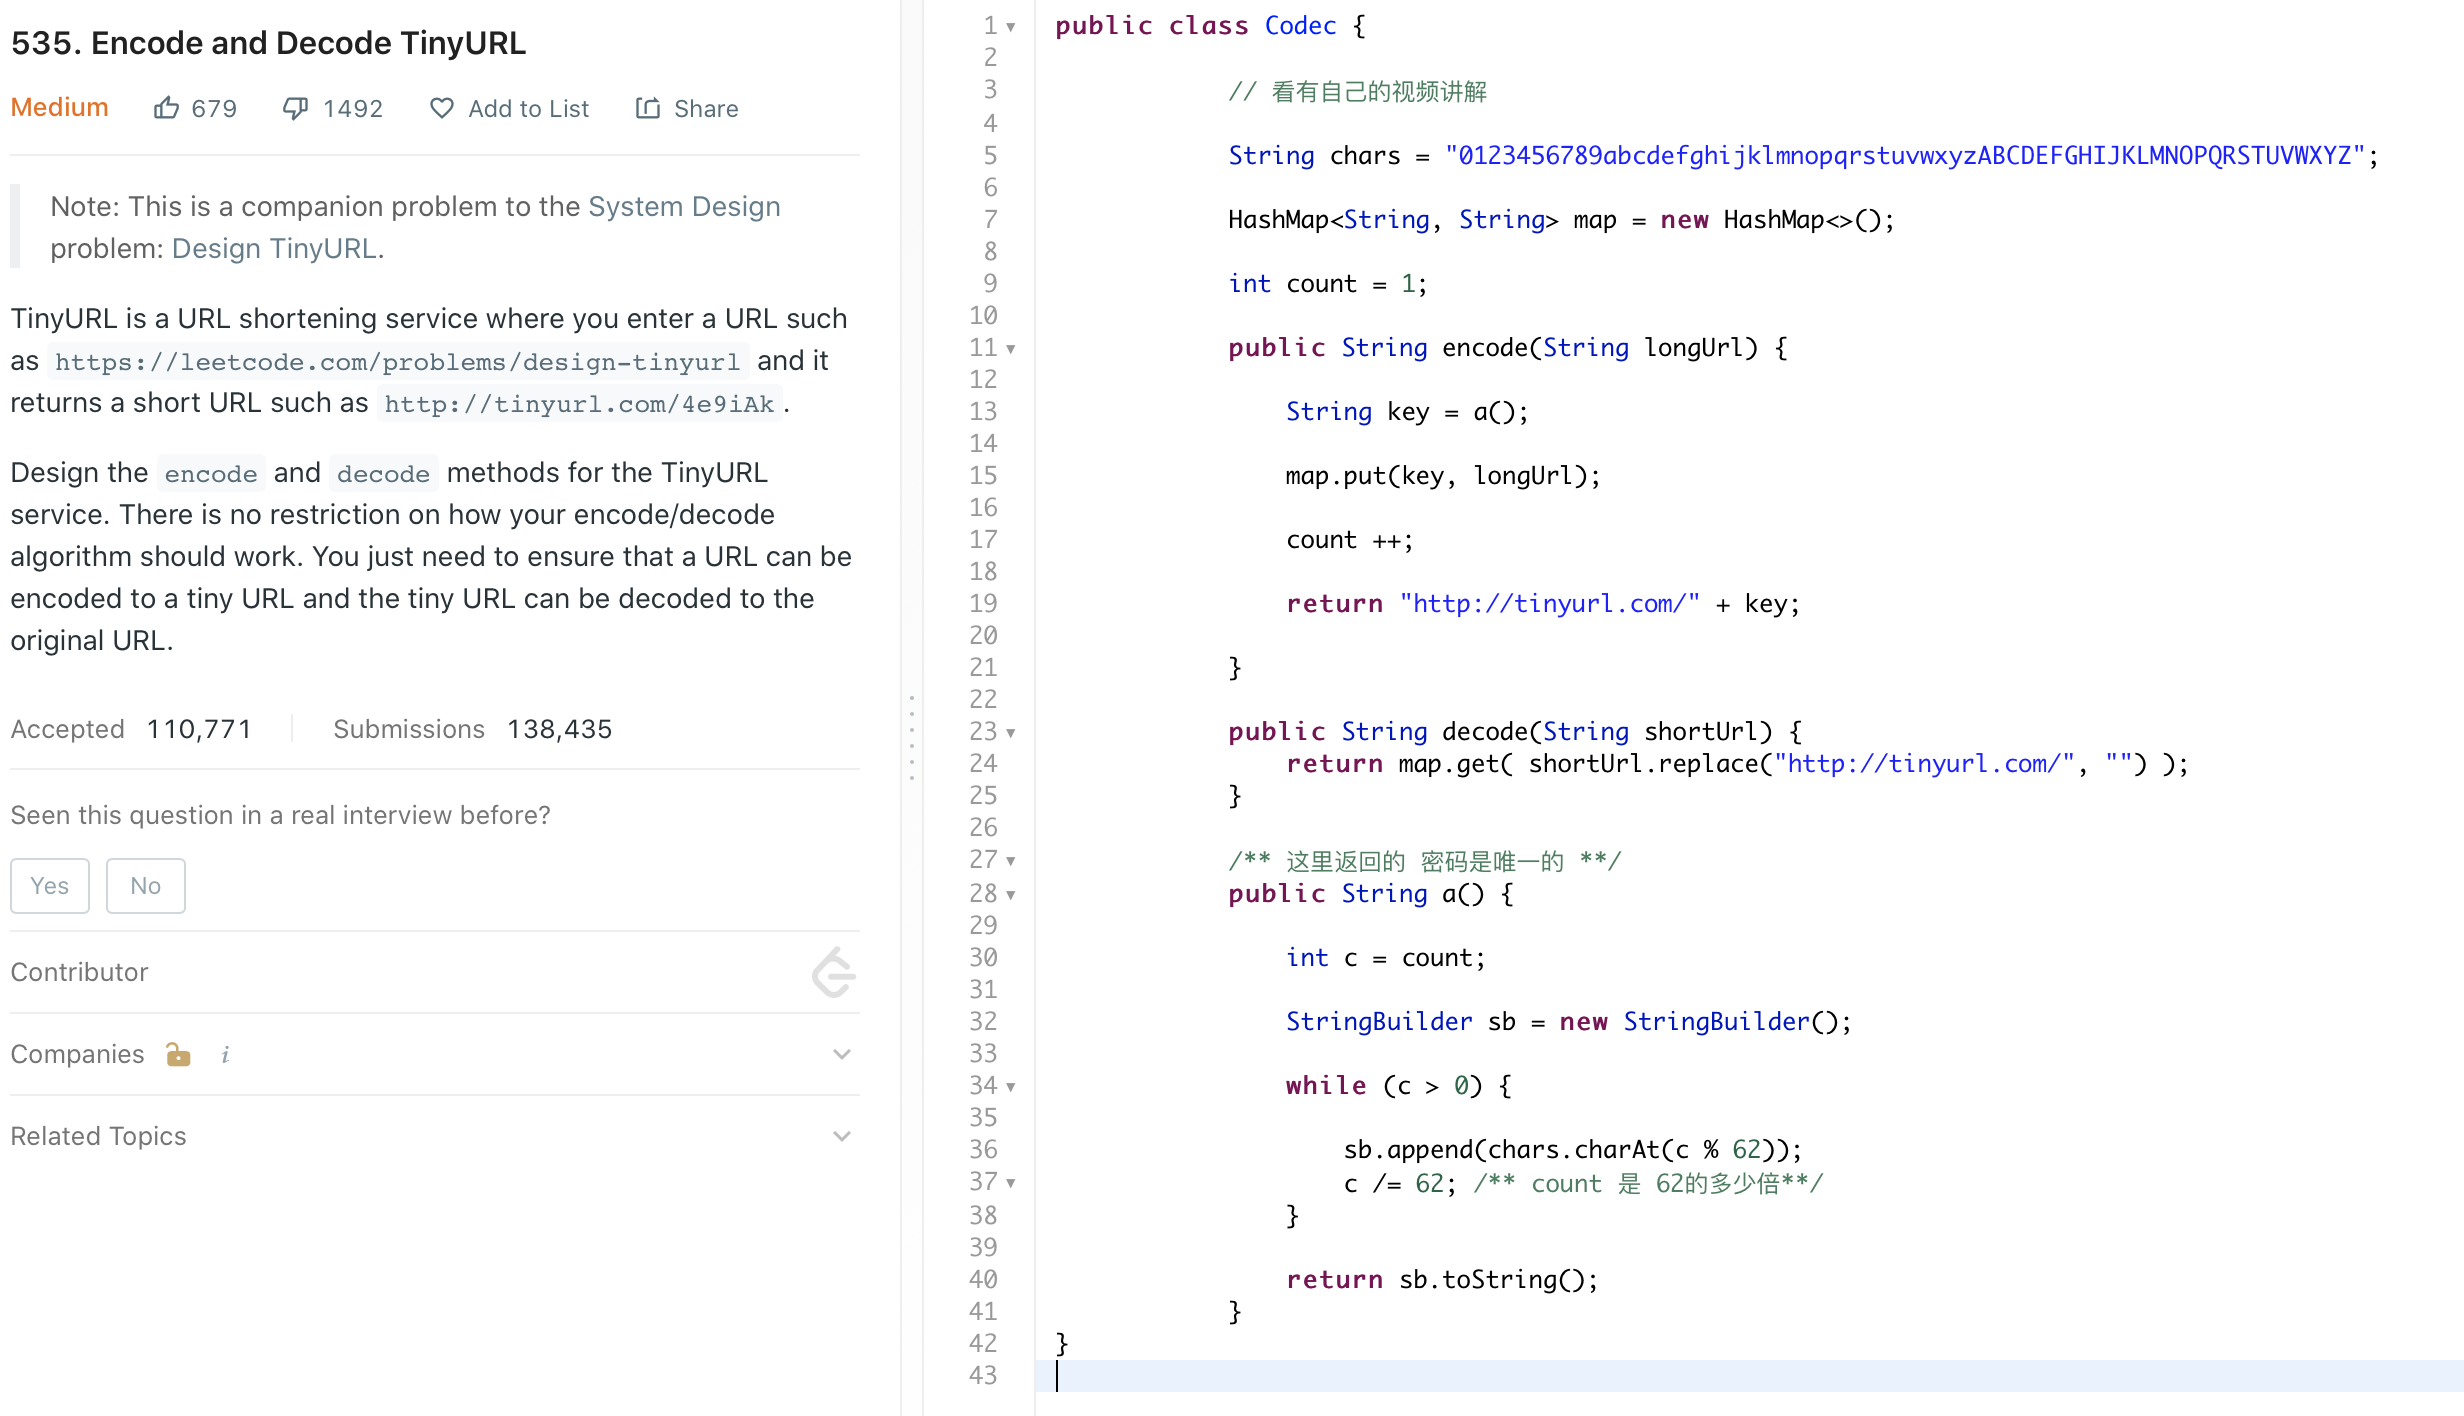 535. Encode and Decode TinyURL
Medium 679 1492 Add to List Share
Note: This is a companion problem to the System Design
problem: Design TinyURL.
TinyURL is a URL shortening service where you enter a URL such
as https://leetcode.com/problems/design-tinyurl and it
returns a short URL such as http://tinyurl.com/4e9iAk .
Design the encode and decode methods for the TinyURL
service. There is no restriction on how your encode/decode
algorithm should work. You just need to ensure that a URL can be
encoded to a tiny URL and the tiny URL can be decoded to the
original URL.
Accepted 110,771 Submissions 138,435
Seen this question in a real interview before?
Yes No
Contributor
Companies i
Related Topics
1 public class Codec {
2
3 // 看有自己的视频讲解
4
5 String chars = "0123456789abcdefghijklmnopqrstuvwxyzABCDEFGHIJKLMNOPQRSTUVWXYZ";
6
7 HashMap<String, String> map = new HashMap<>();
8
9 int count = 1;
10
11 public String encode(String longUrl) {
12
13 String key = a();
14
15 map.put(key, longUrl);
16
17 count ++;
18
19 return "http://tinyurl.com/" + key;
20
21 }
22
23 public String decode(String shortUrl) {
24 return map.get( shortUrl.replace("http://tinyurl.com/", "") );
25 }
26
27 /** 这里返回的 密码是唯一的 **/
28 public String a() {
29
30 int c = count;
31
32 StringBuilder sb = new StringBuilder();
33
34 while (c > 0) {
35
36 sb.append(chars.charAt(c % 62));
37 c /= 62; /** count 是 62的多少倍**/
38 }
39
40 return sb.toString();
41 }
42 }
43